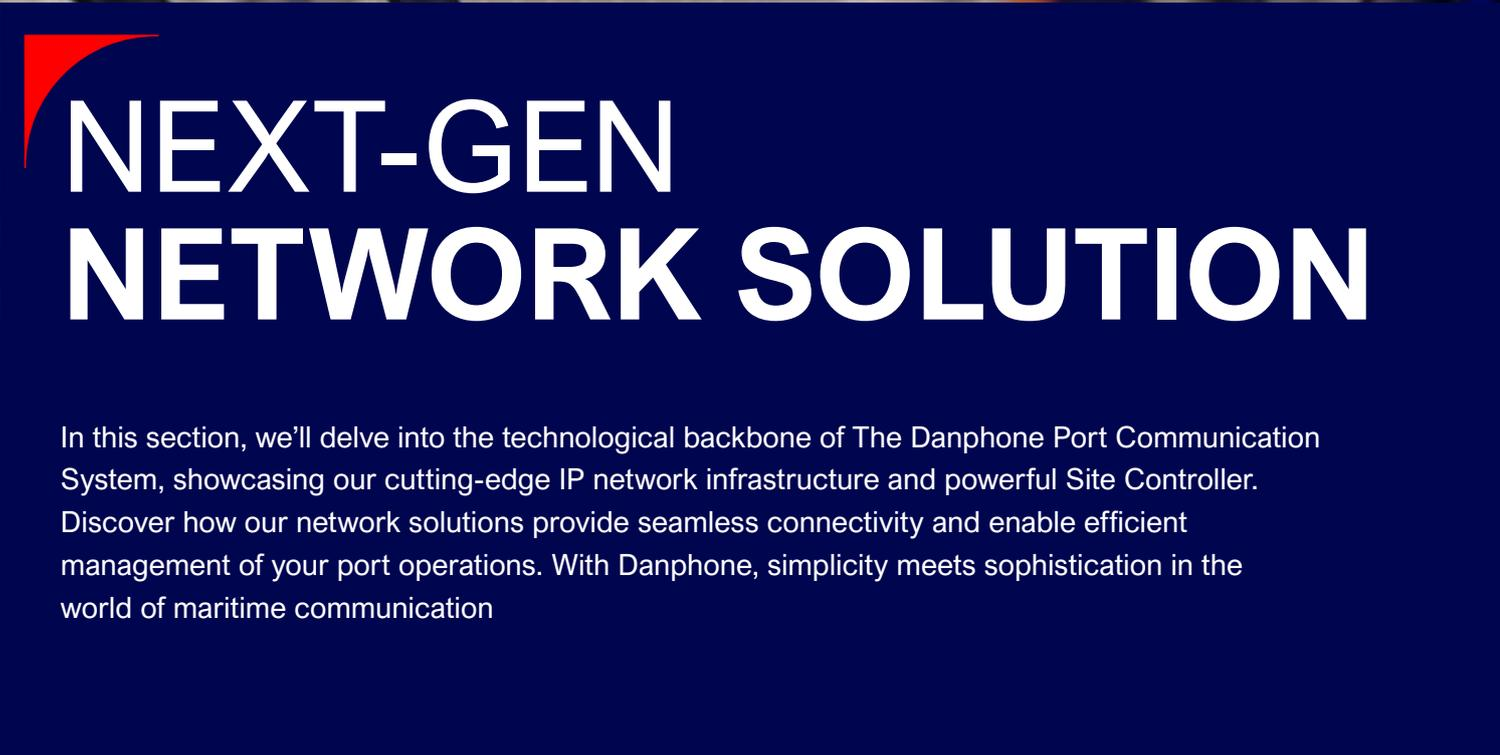 NEXT-GEN
NETWORK SOLUTION
In this section, we’ll delve into the technological backbone of The Danphone Port Communication
System, showcasing our cutting-edge IP network infrastructure and powerful Site Controller.
Discover how our network solutions provide seamless connectivity and enable efficient
management of your port operations. With Danphone, simplicity meets sophistication in the
world of maritime communication